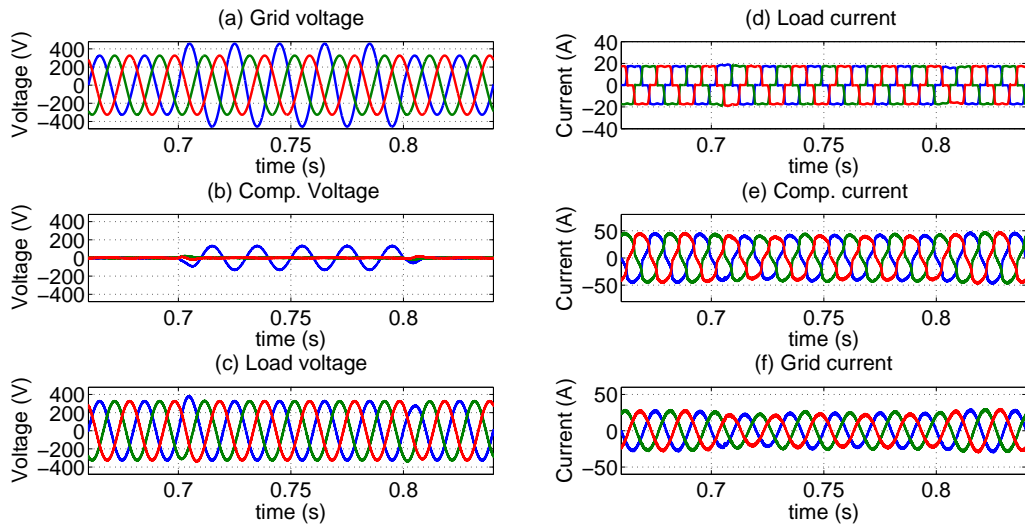 (a) Grid voltage
Voltage (V)
400
200
0
−200
−400
0.7
0.75
0.8
time (s)
(b) Comp. Voltage
Voltage (V)
400
200
0
−200
−400
0.7
0.75
0.8
time (s)
(c) Load voltage
Voltage (V)
400
200
0
−200
−400
0.7
0.75
0.8
time (s)
(d) Load current
Current (A)
40
20
0
−20
−40
0.7
0.75
0.8
time (s)
(e) Comp. current
Current (A)
50
0
−50
0.7
0.75
0.8
time (s)
(f) Grid current
Current (A)
50
0
−50
0.7
0.75
0.8
time (s)